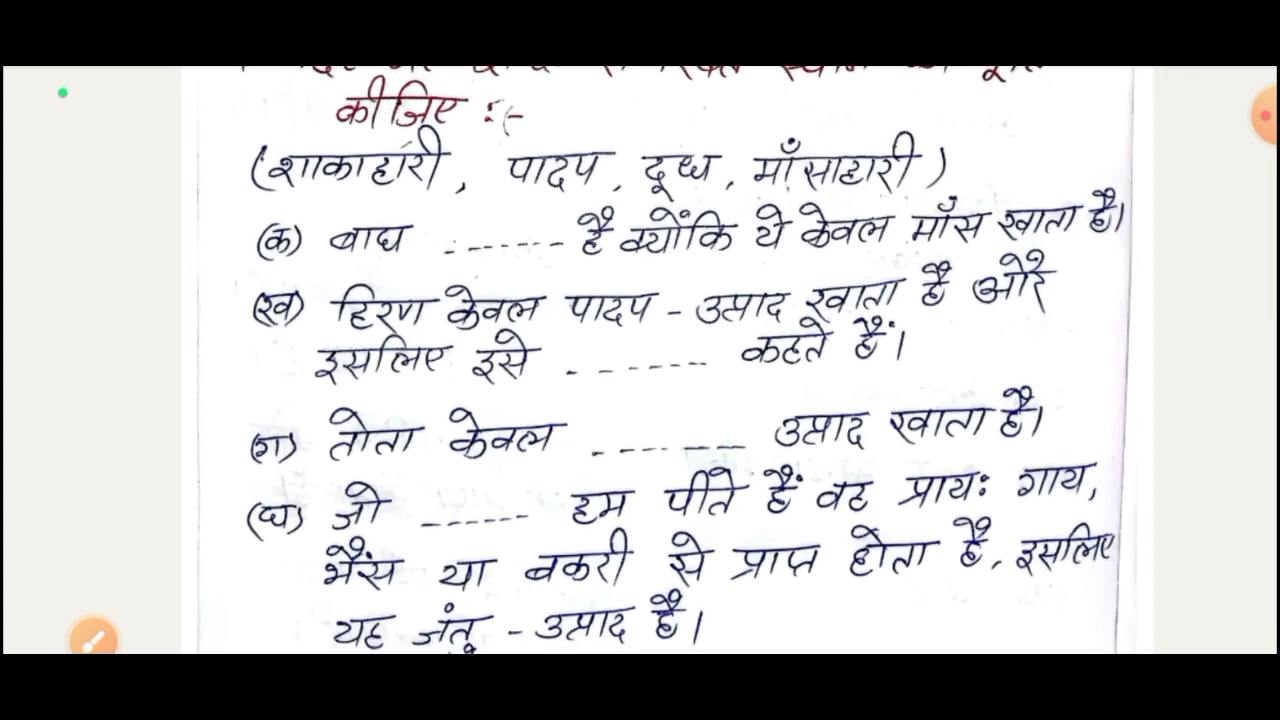 कीजिए :-
(शाकाहारी, पादप, दूध, माँसाहारी)
(क) बाघ ------- है क्योंकि ये केवल माँस खाता है।
(ख) हिरण केवल पादप - उत्पाद खाता है और
इसलिए इसे ------- कहते हैं।
(ग) तोता केवल ------- उत्पाद खाता है।
(घ) जो ------ हम पीते हैं वह प्रायः गाय,
भैंस या बकरी से प्राप्त होता है, इसलिए
यह जंतु - उत्पाद है।